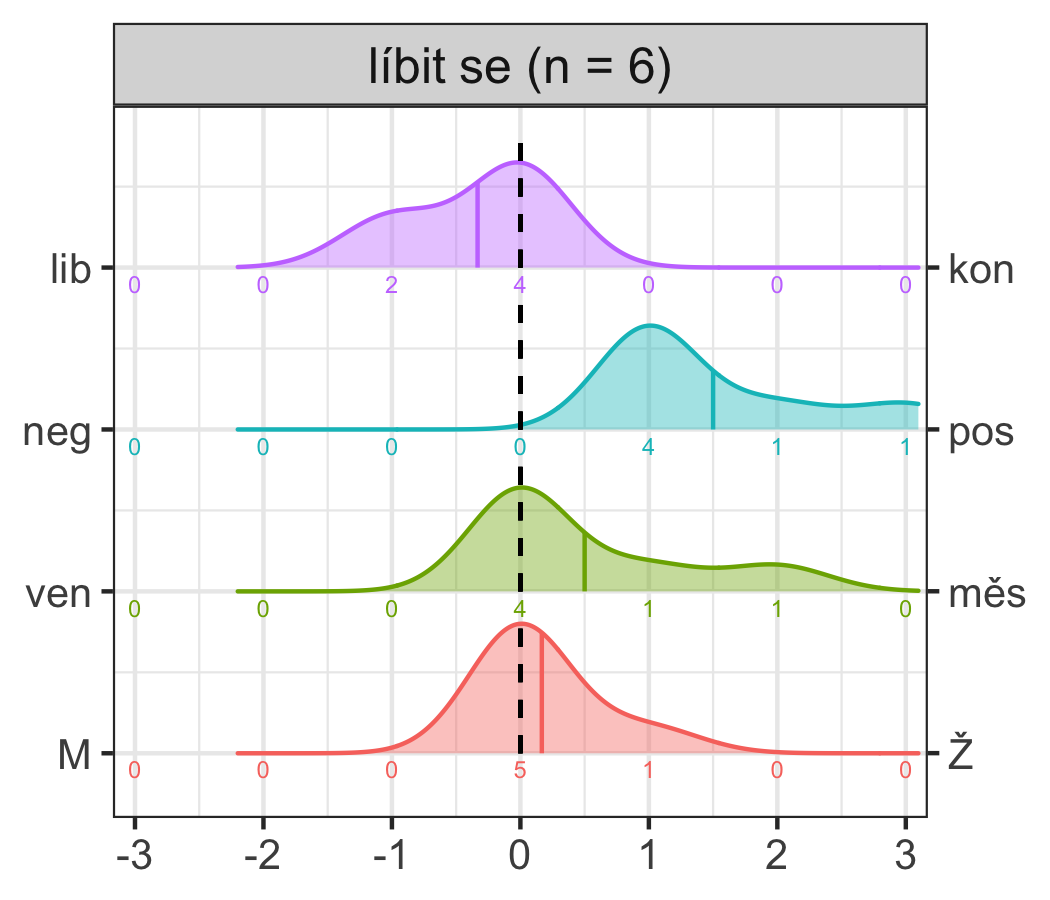 líbit se (n = 6)
lib kon
0 0 2 4 0 0 0
neg pos
0 0 0 0 4 1 1
ven měs
0 0 0 4 1 1 0
M Ž
0 0 0 5 1 0 0
-3 -2 -1 0 1 2 3